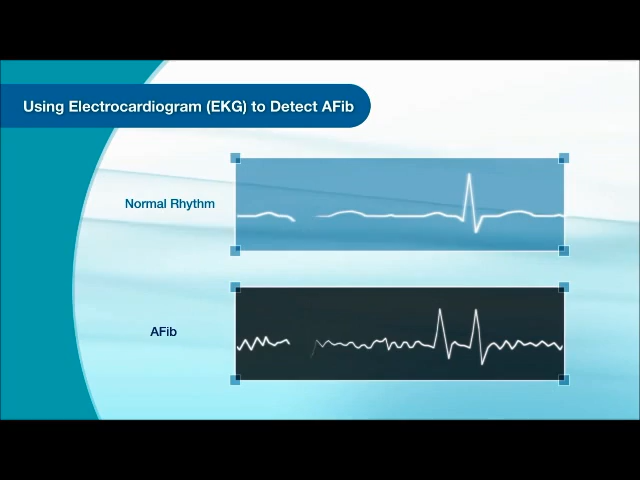 Using Electrocardiogram (EKG) to Detect AFib
Normal Rhythm
AFib